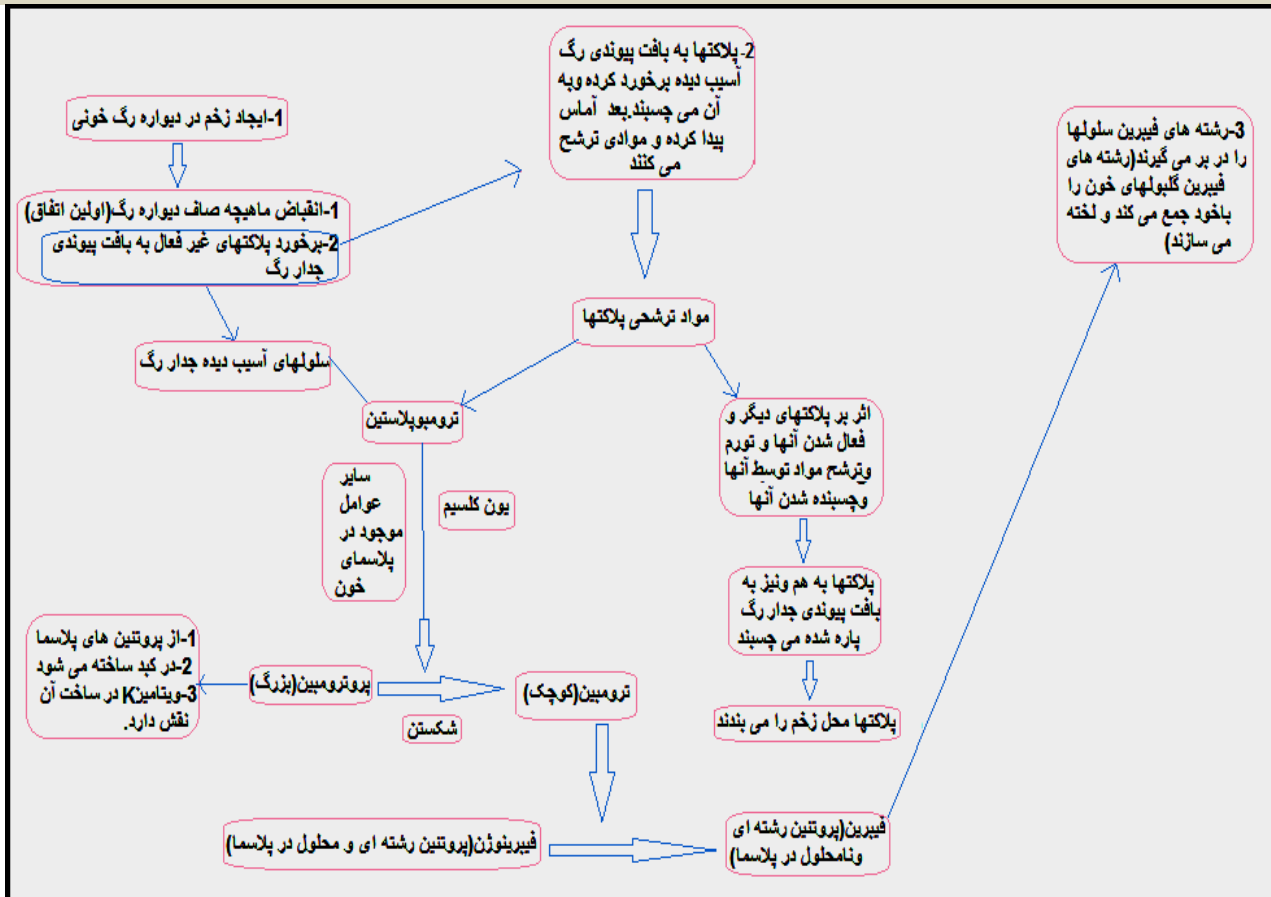 1-ایجاد زخم در دیواره رگ خونی
1-انقباض ماهیچه صاف دیواره رگ(اولین اتفاق)
2-برخورد پلاکتهای غیر فعال به بافت پیوندی
جدار رگ
2-پلاکتها به بافت پیوندی رگ
آسیب دیده برخورد کرده وبه
آن می چسبند.بعد آماس
پیدا کرده و موادی ترشح
می کنند
3-رشته های فیبرین سلولها
را در بر می گیرند(رشته های
فیبرین گلبولهای خون را
باخود جمع می کند و لخته
می سازند)
مواد ترشحی پلاکتها
سلولهای آسیب دیده جدار رگ
ترومبوپلاستین
اثر بر پلاکتهای دیگر و
فعال شدن آنها و تورم
وترشح مواد توسط آنها
وچسبنده شدن آنها
سایر
عوامل
موجود در
پلاسمای
خون
یون کلسیم
پلاکتها به هم ونیز به
بافت پیوندی جدار رگ
پاره شده می چسبند
پلاکتها محل زخم را می بندند
1-از پروتئین های پلاسما
2-در کبد ساخته می شود
3-ویتامینK در ساخت آن
نقش دارد.
پروترومبین(بزرگ)
شکستن
ترومبین(کوچک)
فیبرینوژن(پروتئین رشته ای و محلول در پلاسما)
فیبرین(پروتئین رشته ای
ونامحلول در پلاسما)